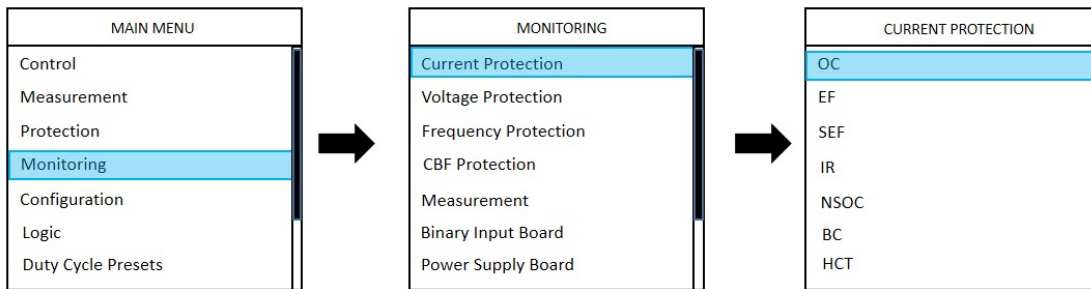 MAIN MENU
Control
Measurement
Protection
Monitoring
Configuration
Logic
Duty Cycle Presets
MONITORING
Current Protection
Voltage Protection
Frequency Protection
CBF Protection
Measurement
Binary Input Board
Power Supply Board
CURRENT PROTECTION
OC
EF
SEF
IR
NSOC
BC
HCT